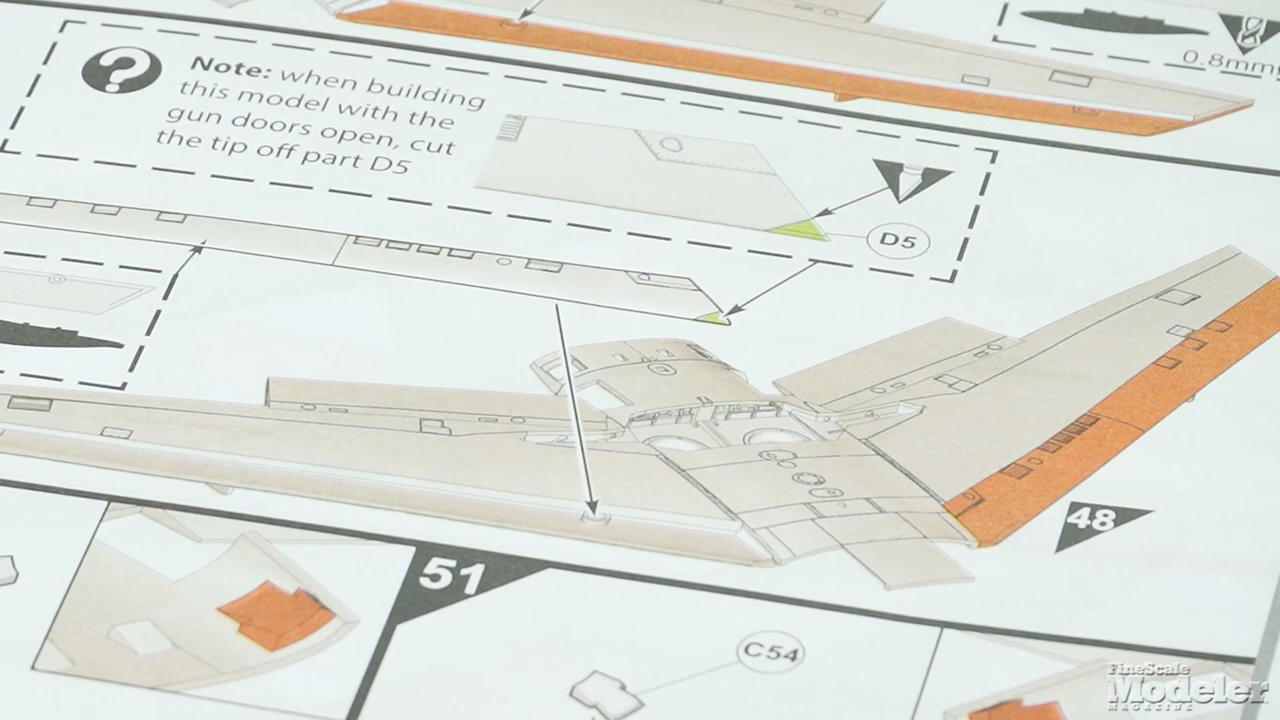 0.8mm
?
Note: when building
this model with the
gun doors open, cut
the tip off part D5
D5
48
51
C54
FineScale
Modeler
MAGAZINE